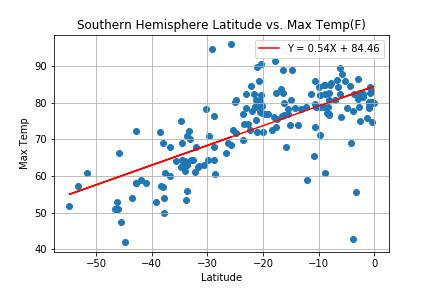 Southern Hemisphere Latitude vs. Max Temp(F)
Y = 0.54X + 84.46
90
80
70
60
50
40
Max Temp
−50 −40 −30 −20 −10 0
Latitude